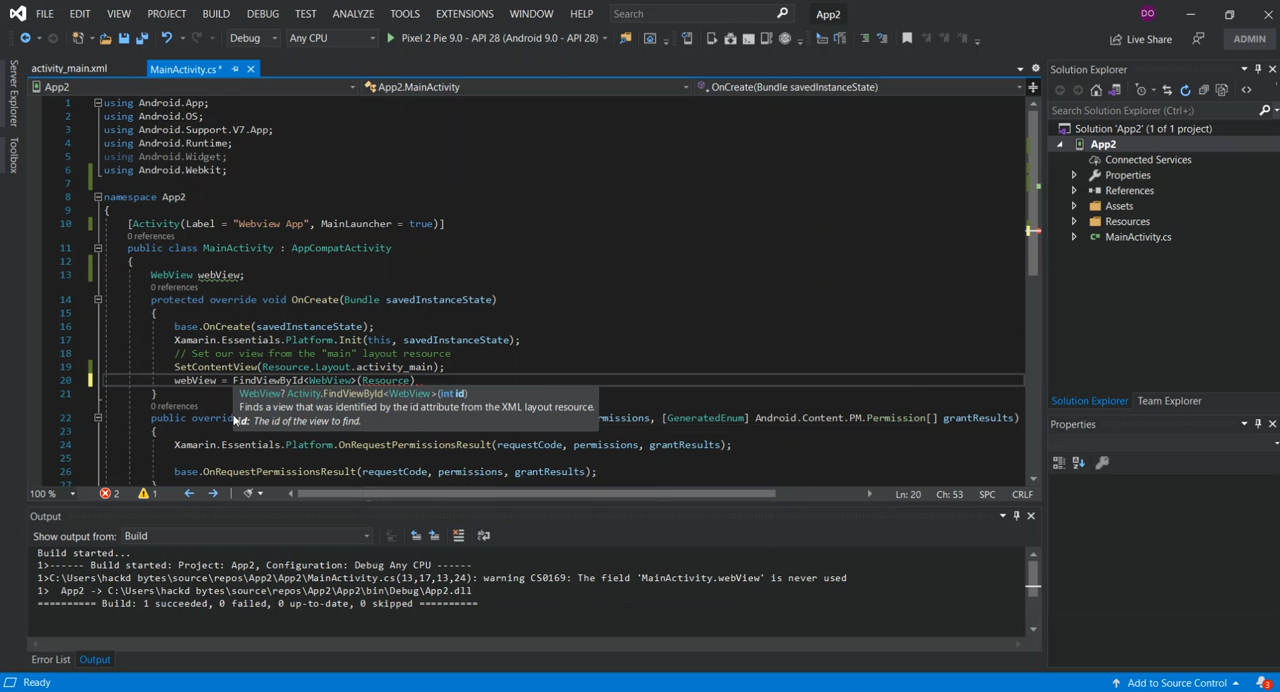 FILE EDIT VIEW PROJECT BUILD DEBUG TEST ANALYZE TOOLS EXTENSIONS WINDOW HELP Search App2 DO
Debug Any CPU Pixel 2 Pie 9.0 - API 28 (Android 9.0 - API 28) Live Share ADMIN
Server Explorer
Toolbox
activity_main.xml MainActivity.cs*
App2 App2.MainActivity OnCreate(Bundle savedInstanceState)
1 using Android.App;
2 using Android.OS;
3 using Android.Support.V7.App;
4 using Android.Runtime;
5 using Android.Widget;
6 using Android.Webkit;
7
8 namespace App2
9 {
10 [Activity(Label = "Webview App", MainLauncher = true)]
0 references
11 public class MainActivity : AppCompatActivity
12 {
13 WebView webView;
0 references
14 protected override void OnCreate(Bundle savedInstanceState)
15 {
16 base.OnCreate(savedInstanceState);
17 Xamarin.Essentials.Platform.Init(this, savedInstanceState);
18 // Set our view from the "main" layout resource
19 SetContentView(Resource.Layout.activity_main);
20 webView = FindViewById<WebView>(Resource)
WebView? Activity.FindViewById<WebView>(int id)
Finds a view that was identified by the id attribute from the XML layout resource.
id: The id of the view to find.
21 }
0 references
22 public override ermissions, [GeneratedEnum] Android.Content.PM.Permission[] grantResults)
23 {
24 Xamarin.Essentials.Platform.OnRequestPermissionsResult(requestCode, permissions, grantResults);
25
26 base.OnRequestPermissionsResult(requestCode, permissions, grantResults);
27
100 % 2 1 Ln: 20 Ch: 53 SPC CRLF
Output
Show output from: Build
Build started...
1>------ Build started: Project: App2, Configuration: Debug Any CPU ------
1>C:\Users\hackd bytes\source\repos\App2\App2\MainActivity.cs(13,17,13,24): warning CS0169: The field 'MainActivity.webView' is never used
1> App2 -> C:\Users\hackd bytes\source\repos\App2\App2\bin\Debug\App2.dll
========== Build: 1 succeeded, 0 failed, 0 up-to-date, 0 skipped ==========
Error List Output
Solution Explorer
Search Solution Explorer (Ctrl+;)
Solution 'App2' (1 of 1 project)
App2
Connected Services
Properties
References
Assets
Resources
MainActivity.cs
Solution Explorer Team Explorer
Properties
Ready Add to Source Control 3